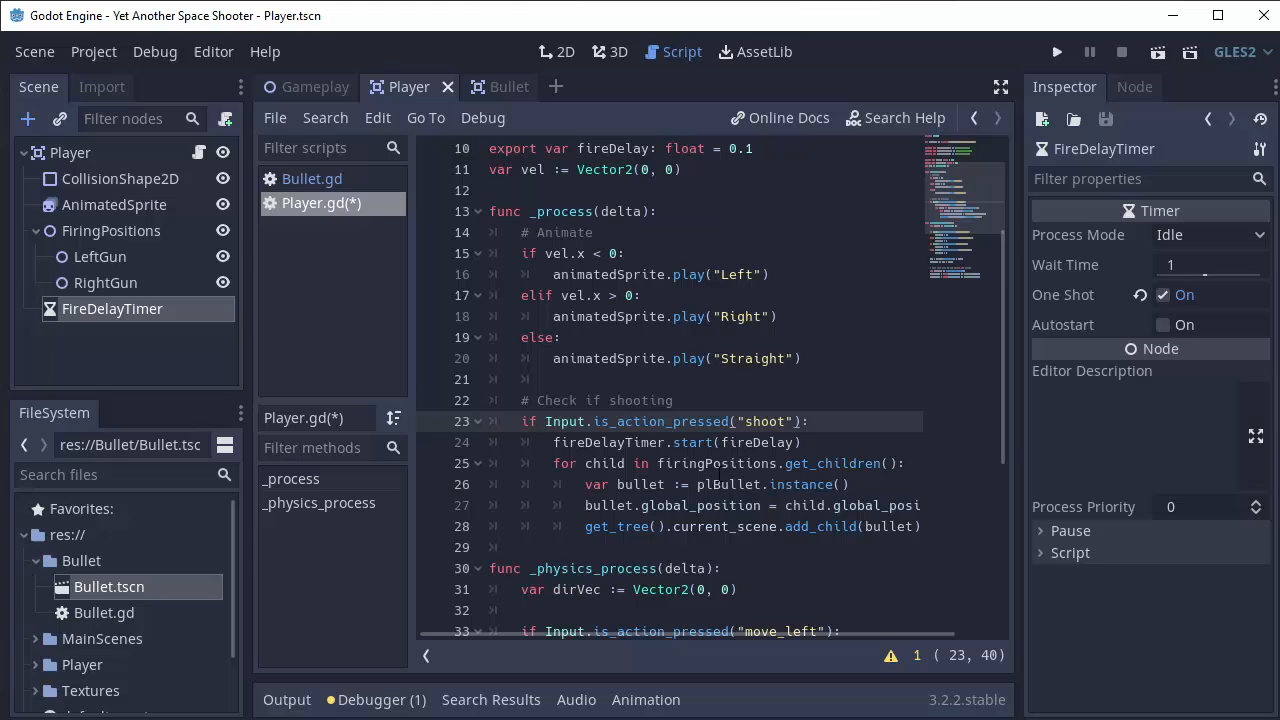 Godot Engine - Yet Another Space Shooter - Player.tscn
Scene Project Debug Editor Help
2D 3D Script AssetLib
GLES2
Scene Import
Filter nodes
Player
CollisionShape2D
AnimatedSprite
FiringPositions
LeftGun
RightGun
FireDelayTimer
FileSystem
res://Bullet/Bullet.tsc
Search files
Favorites:
res://
Bullet
Bullet.tscn
Bullet.gd
MainScenes
Player
Textures
Gameplay Player Bullet
File Search Edit Go To Debug
Online Docs Search Help
Filter scripts
Bullet.gd
Player.gd(*)
Player.gd(*)
Filter methods
_process
_physics_process
10 export var fireDelay: float = 0.1
11 var vel := Vector2(0, 0)
12
13 func _process(delta):
14 # Animate
15 if vel.x < 0:
16 animatedSprite.play("Left")
17 elif vel.x > 0:
18 animatedSprite.play("Right")
19 else:
20 animatedSprite.play("Straight")
21
22 # Check if shooting
23 if Input.is_action_pressed("shoot"):
24 fireDelayTimer.start(fireDelay)
25 for child in firingPositions.get_children():
26 var bullet := plBullet.instance()
27 bullet.global_position = child.global_posi
28 get_tree().current_scene.add_child(bullet)
29
30 func _physics_process(delta):
31 var dirVec := Vector2(0, 0)
32
33 if Input.is_action_pressed("move_left"):
1 ( 23, 40)
Output Debugger (1) Search Results Audio Animation
3.2.2.stable
Inspector Node
FireDelayTimer
Filter properties
Timer
Process Mode Idle
Wait Time 1
One Shot On
Autostart On
Node
Editor Description
Process Priority 0
Pause
Script